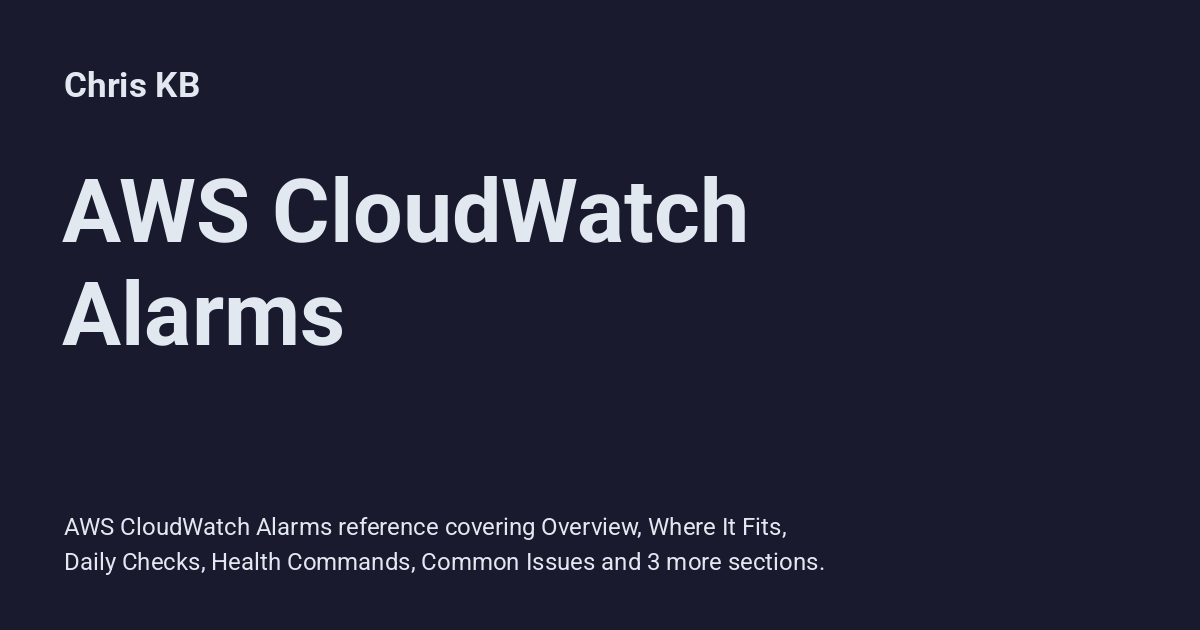 Chris KB
AWS CloudWatch
Alarms
AWS CloudWatch Alarms reference covering Overview, Where It Fits,
Daily Checks, Health Commands, Common Issues and 3 more sections.